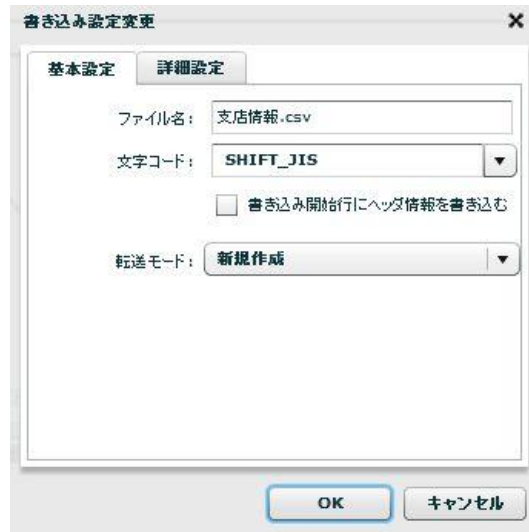 書き込み設定変更
基本設定 詳細設定
ファイル名: 支店情報.csv
文字コード: SHIFT_JIS
書き込み開始行にヘッダ情報を書き込む
転送モード: 新規作成
OK キャンセル